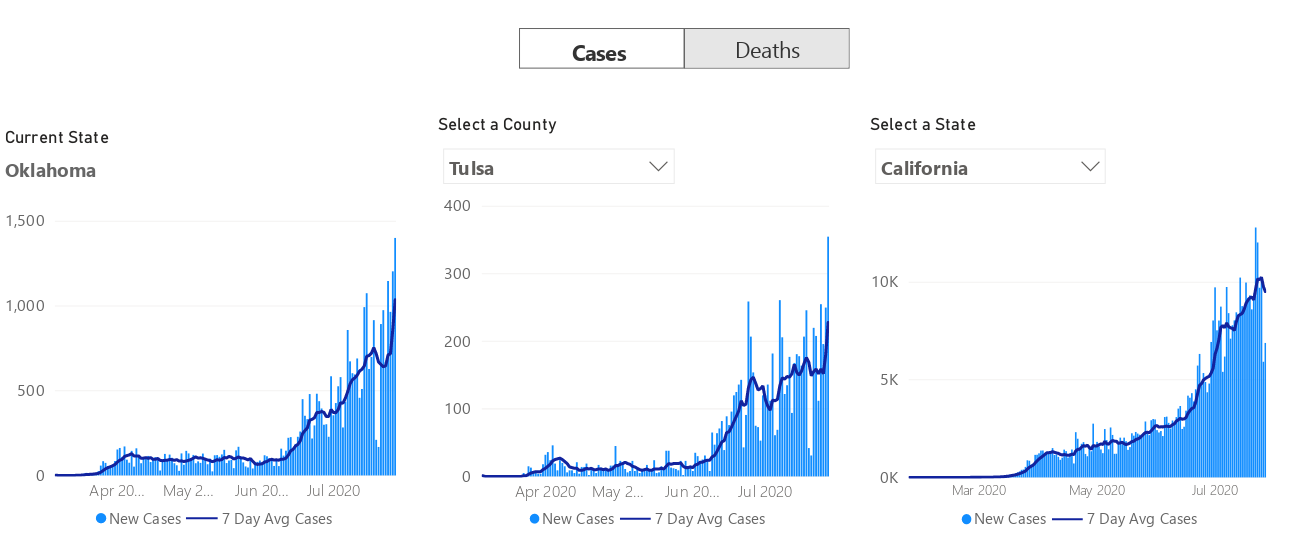 Cases
Deaths
Current State
Oklahoma
1,500
1,000
500
0
Apr 20... May 2... Jun 20... Jul 2020
New Cases 7 Day Avg Cases
Select a County
Tulsa
400
300
200
100
0
Apr 2020 May 2... Jun 20... Jul 2020
New Cases 7 Day Avg Cases
Select a State
California
10K
5K
0K
Mar 2020 May 2020 Jul 2020
New Cases 7 Day Avg Cases